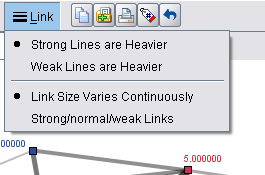 Link
Strong Lines are Heavier
Weak Lines are Heavier
Link Size Varies Continuously
Strong/normal/weak Links
00000
5.000000